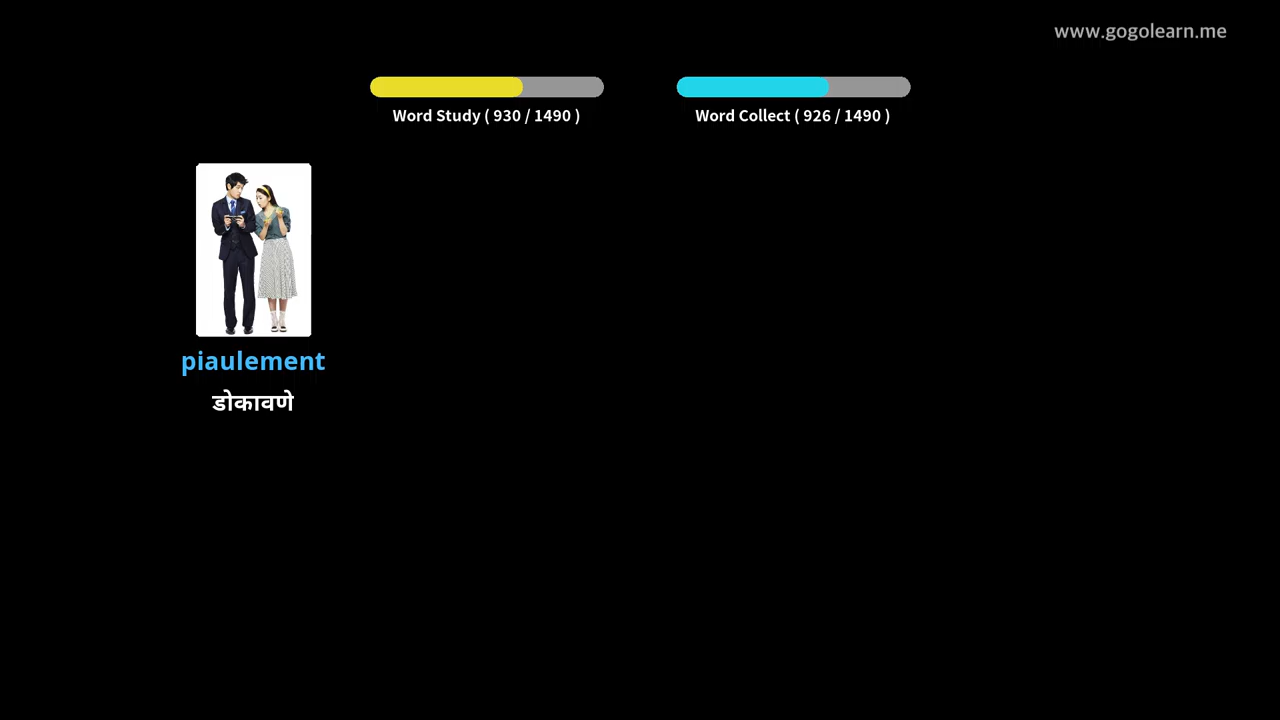 www.gogolearn.me
Word Study ( 930 / 1490 )
Word Collect ( 926 / 1490 )
piaulement
डोकावणे